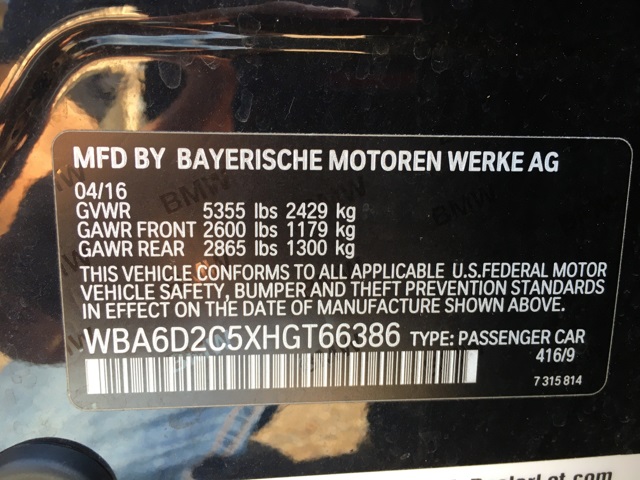 MFD BY BAYERISCHE MOTOREN WERKE AG
04/16
GVWR 5355 lbs 2429 kg
GAWR FRONT 2600 lbs 1179 kg
GAWR REAR 2865 lbs 1300 kg
THIS VEHICLE CONFORMS TO ALL APPLICABLE U.S.FEDERAL MOTOR
VEHICLE SAFETY, BUMPER AND THEFT PREVENTION STANDARDS
IN EFFECT ON THE DATE OF MANUFACTURE SHOWN ABOVE.
WBA6D2C5XHGT66386 TYPE: PASSENGER CAR
416/9
7 315 814